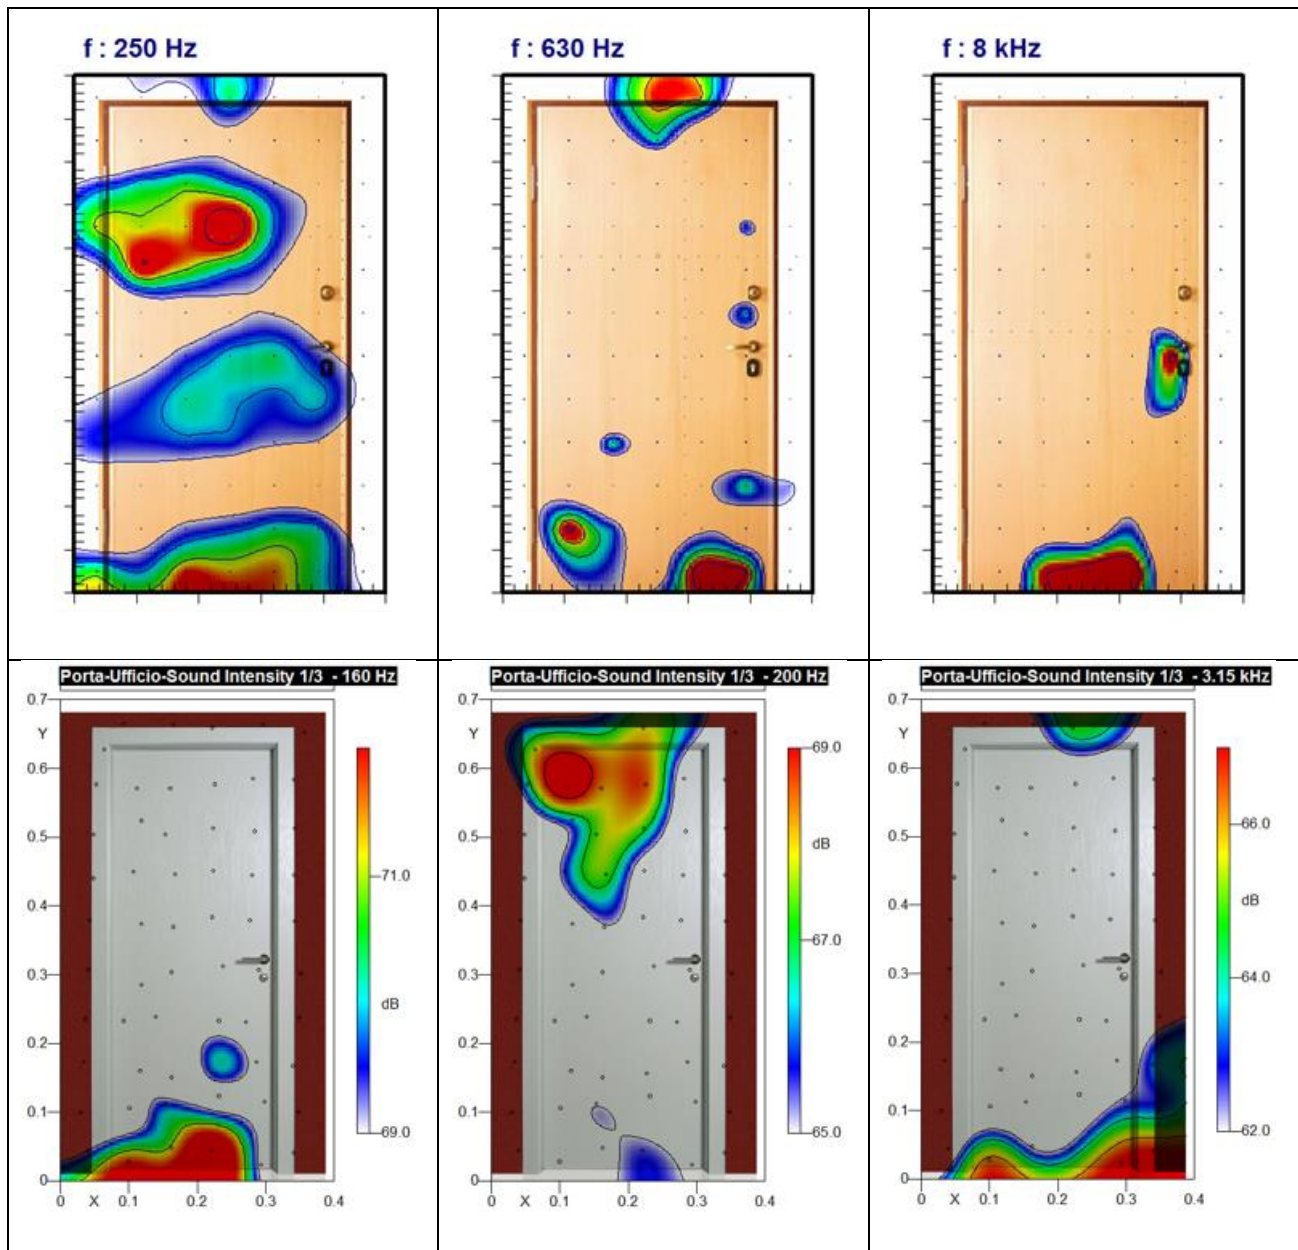 f : 250 Hz
f : 630 Hz
f : 8 kHz
Porta-Ufficio-Sound Intensity 1/3 - 160 Hz
0.7
Y
0.6
0.5
0.4
0.3
0.2
0.1
0
0 X 0.1 0.2 0.3 0.4
71.0
dB
69.0
Porta-Ufficio-Sound Intensity 1/3 - 200 Hz
0.7
Y
0.6
0.5
0.4
0.3
0.2
0.1
0
0 X 0.1 0.2 0.3 0.4
69.0
dB
67.0
65.0
Porta-Ufficio-Sound Intensity 1/3 - 3.15 kHz
0.7
Y
0.6
0.5
0.4
0.3
0.2
0.1
0
0 X 0.1 0.2 0.3 0.4
66.0
dB
64.0
62.0